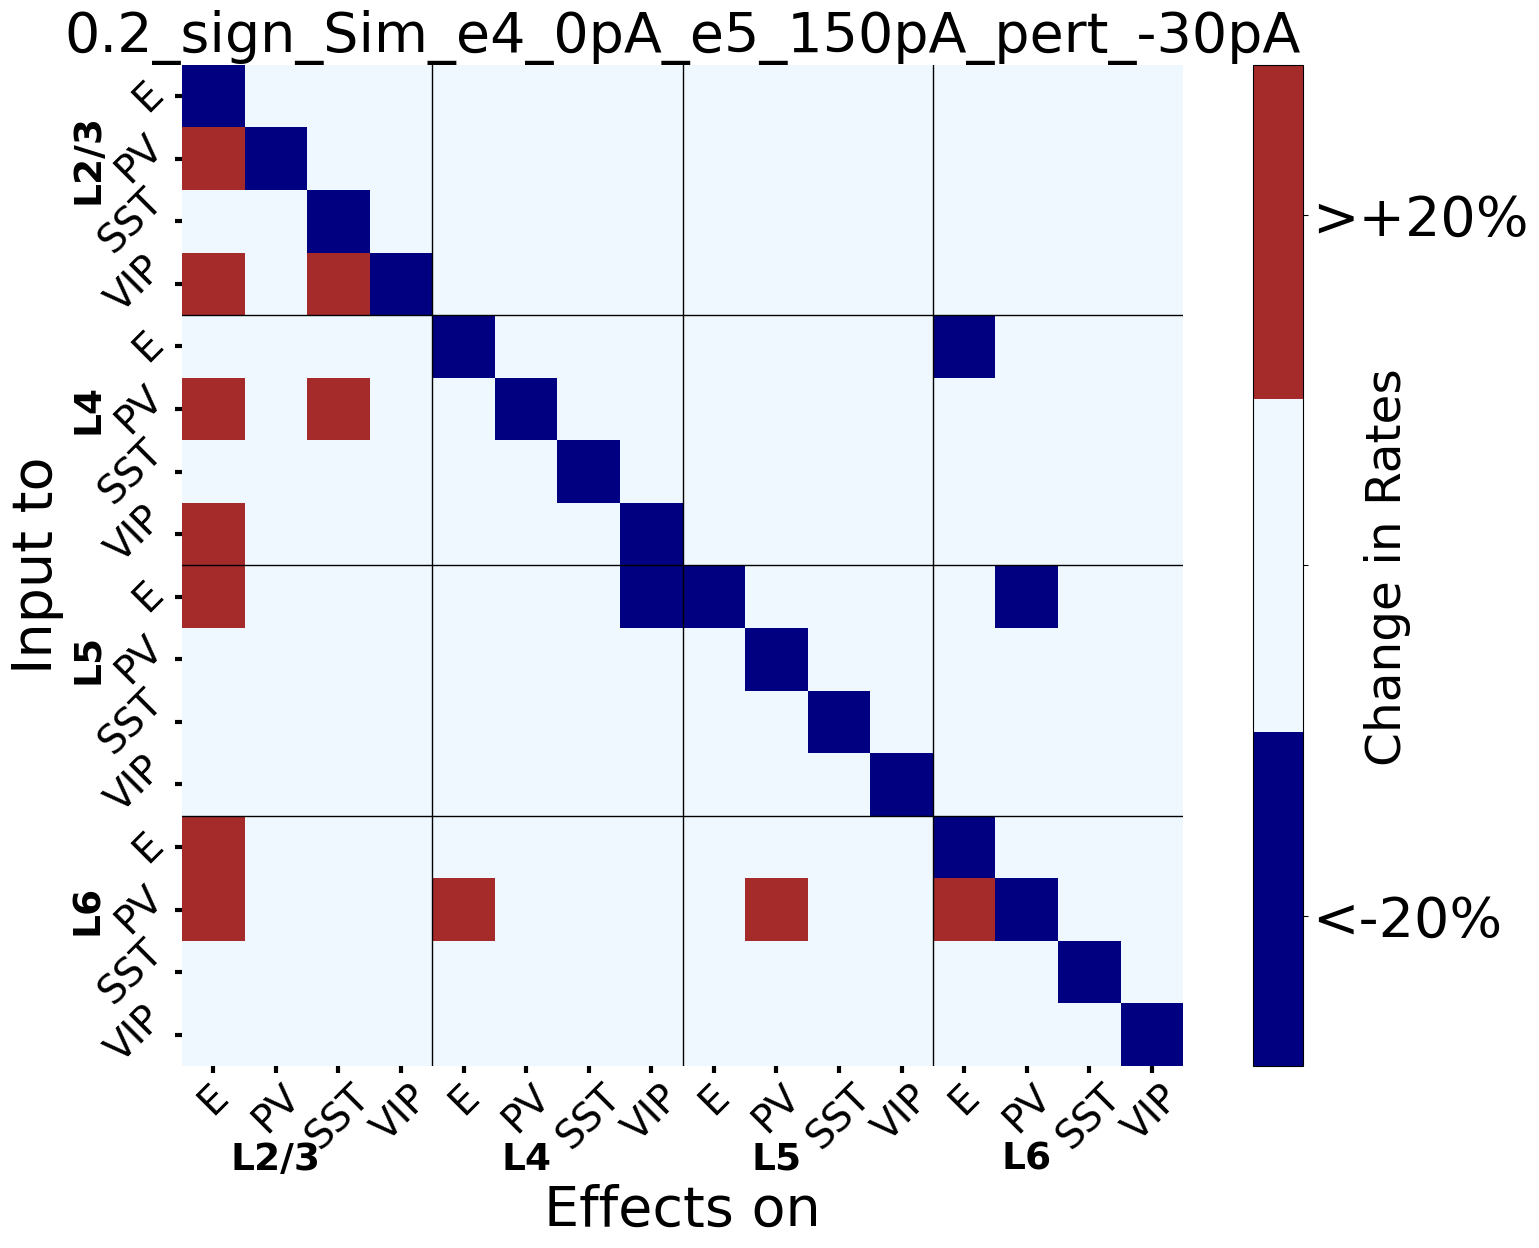 0.2_sign_Sim_e4_0pA_e5_150pA_pert_-30pA
Input to
L2/3
E
PV
SST
VIP
L4
E
PV
SST
VIP
L5
E
PV
SST
VIP
L6
E
PV
SST
VIP
E PV SST VIP E PV SST VIP E PV SST VIP E PV SST VIP
L2/3 L4 L5 L6
Effects on
>+20%
<-20%
Change in Rates